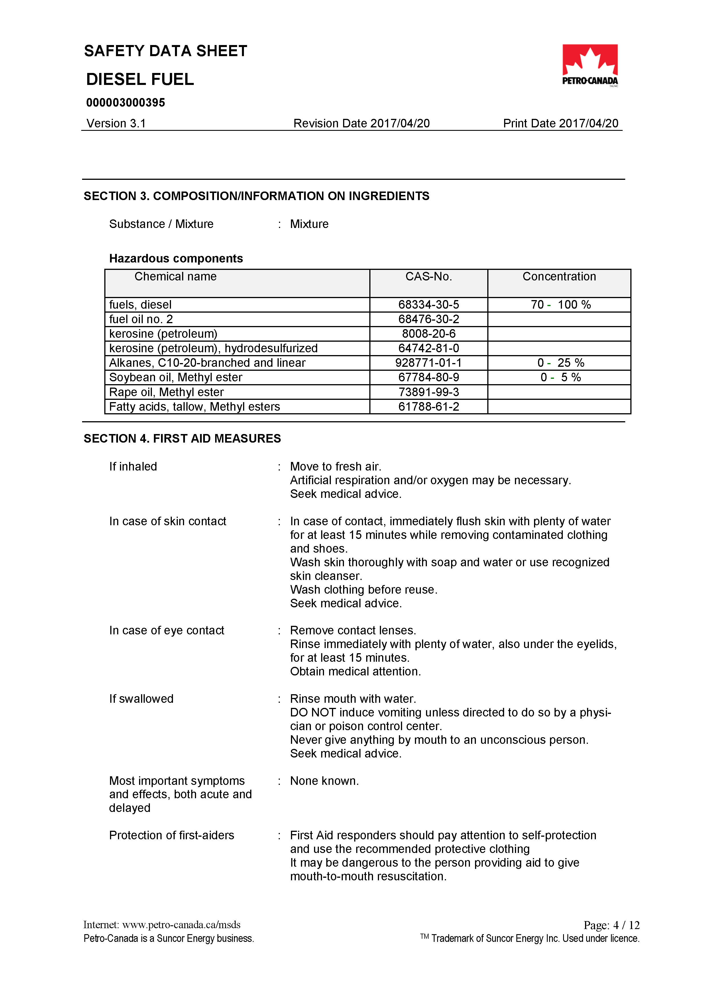 SAFETY DATA SHEET
DIESEL FUEL
000003000395
PETRO-CANADA
TM/MC
Version 3.1 Revision Date 2017/04/20 Print Date 2017/04/20
SECTION 3. COMPOSITION/INFORMATION ON INGREDIENTS
Substance / Mixture : Mixture
Hazardous components
Chemical name CAS-No. Concentration
fuels, diesel 68334-30-5 70 - 100 %
fuel oil no. 2 68476-30-2
kerosine (petroleum) 8008-20-6
kerosine (petroleum), hydrodesulfurized 64742-81-0
Alkanes, C10-20-branched and linear 928771-01-1 0 - 25 %
Soybean oil, Methyl ester 67784-80-9 0 - 5 %
Rape oil, Methyl ester 73891-99-3
Fatty acids, tallow, Methyl esters 61788-61-2
SECTION 4. FIRST AID MEASURES
If inhaled : Move to fresh air.
Artificial respiration and/or oxygen may be necessary.
Seek medical advice.
In case of skin contact : In case of contact, immediately flush skin with plenty of water
for at least 15 minutes while removing contaminated clothing
and shoes.
Wash skin thoroughly with soap and water or use recognized
skin cleanser.
Wash clothing before reuse.
Seek medical advice.
In case of eye contact : Remove contact lenses.
Rinse immediately with plenty of water, also under the eyelids,
for at least 15 minutes.
Obtain medical attention.
If swallowed : Rinse mouth with water.
DO NOT induce vomiting unless directed to do so by a physi-
cian or poison control center.
Never give anything by mouth to an unconscious person.
Seek medical advice.
Most important symptoms : None known.
and effects, both acute and
delayed
Protection of first-aiders : First Aid responders should pay attention to self-protection
and use the recommended protective clothing
It may be dangerous to the person providing aid to give
mouth-to-mouth resuscitation.
Internet: www.petro-canada.ca/msds Page: 4 / 12
Petro-Canada is a Suncor Energy business. TM Trademark of Suncor Energy Inc. Used under licence.